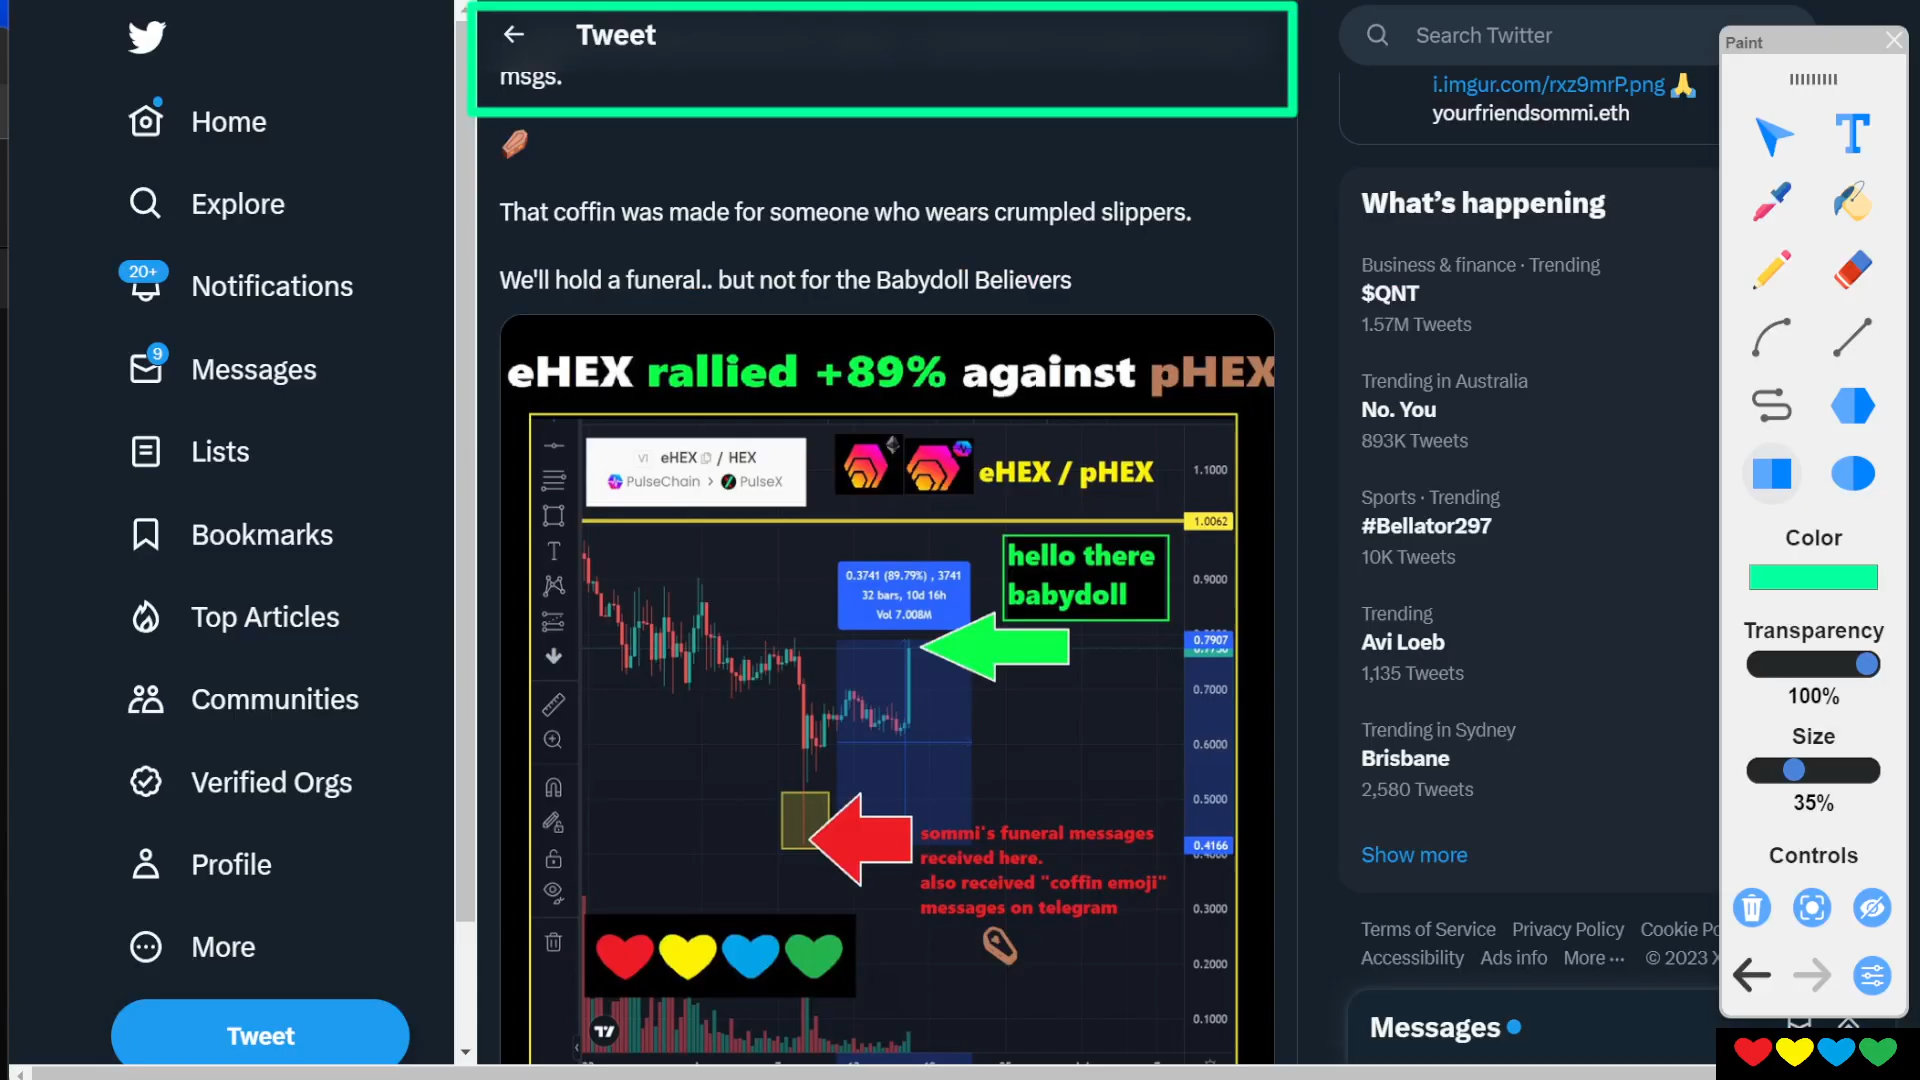 Tweet
msgs.
Home
Explore
20+
Notifications
9
Messages
Lists
Bookmarks
Top Articles
Communities
Verified Orgs
Profile
More
Tweet
That coffin was made for someone who wears crumpled slippers.
We'll hold a funeral.. but not for the Babydoll Believers
eHEX rallied +89% against pHEX
V1 eHEX / HEX
PulseChain > PulseX
eHEX / pHEX
hello there
babydoll
0.3741 (89.79%) , 3741
32 bars, 10d 16h
Vol 7.008M
sommi's funeral messages
received here.
also received "coffin emoji"
messages on telegram
1.1000
1.0062
0.9000
0.7907
0.7000
0.6000
0.5000
0.4166
0.3000
0.2000
0.1000
Search Twitter
i.imgur.com/rxz9mrP.png
yourfriendsommi.eth
What's happening
Business & finance · Trending
$QNT
1.57M Tweets
Trending in Australia
No. You
893K Tweets
Sports · Trending
#Bellator297
10K Tweets
Trending
Avi Loeb
1,135 Tweets
Trending in Sydney
Brisbane
2,580 Tweets
Show more
Terms of Service Privacy Policy Cookie Po
Accessibility Ads info More ··· © 2023 X
Messages
Paint
T
Color
Transparency
100%
Size
35%
Controls